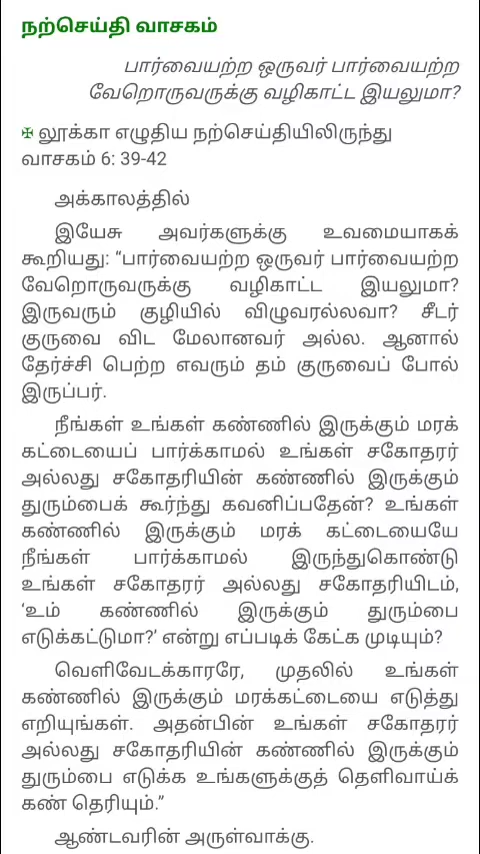 நற்செய்தி வாசகம்
பார்வையற்ற ஒருவர் பார்வையற்ற
வேறொருவருக்கு வழிகாட்ட இயலுமா?
✠ லூக்கா எழுதிய நற்செய்தியிலிருந்து
வாசகம் 6: 39-42
அக்காலத்தில்
இயேசு அவர்களுக்கு உவமையாகக்
கூறியது: “பார்வையற்ற ஒருவர் பார்வையற்ற
வேறொருவருக்கு வழிகாட்ட இயலுமா?
இருவரும் குழியில் விழுவரல்லவா? சீடர்
குருவை விட மேலானவர் அல்ல. ஆனால்
தேர்ச்சி பெற்ற எவரும் தம் குருவைப் போல்
இருப்பர்.
நீங்கள் உங்கள் கண்ணில் இருக்கும் மரக்
கட்டையைப் பார்க்காமல் உங்கள் சகோதரர்
அல்லது சகோதரியின் கண்ணில் இருக்கும்
துரும்பைக் கூர்ந்து கவனிப்பதேன்? உங்கள்
கண்ணில் இருக்கும் மரக் கட்டையையே
நீங்கள் பார்க்காமல் இருந்துகொண்டு
உங்கள் சகோதரர் அல்லது சகோதரியிடம்,
‘உம் கண்ணில் இருக்கும் துரும்பை
எடுக்கட்டுமா?’ என்று எப்படிக் கேட்க முடியும்?
வெளிவேடக்காரரே, முதலில் உங்கள்
கண்ணில் இருக்கும் மரக்கட்டையை எடுத்து
எறியுங்கள். அதன்பின் உங்கள் சகோதரர்
அல்லது சகோதரியின் கண்ணில் இருக்கும்
துரும்பை எடுக்க உங்களுக்குத் தெளிவாய்க்
கண் தெரியும்.”
ஆண்டவரின் அருள்வாக்கு.